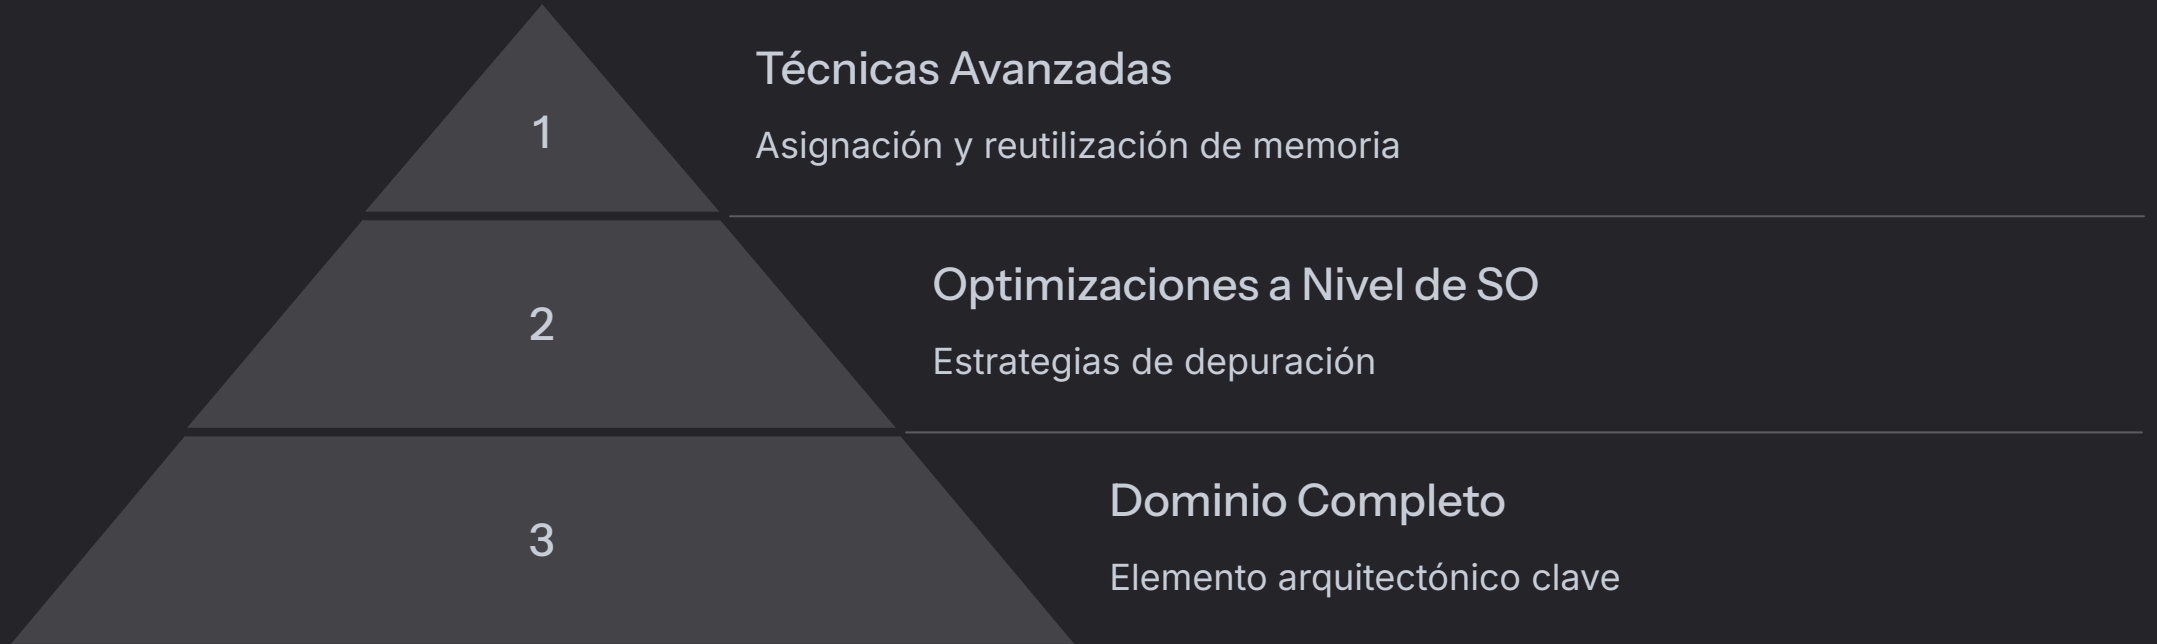 1
Técnicas Avanzadas
Asignación y reutilización de memoria
2
Optimizaciones a Nivel de SO
Estrategias de depuración
3
Dominio Completo
Elemento arquitectónico clave